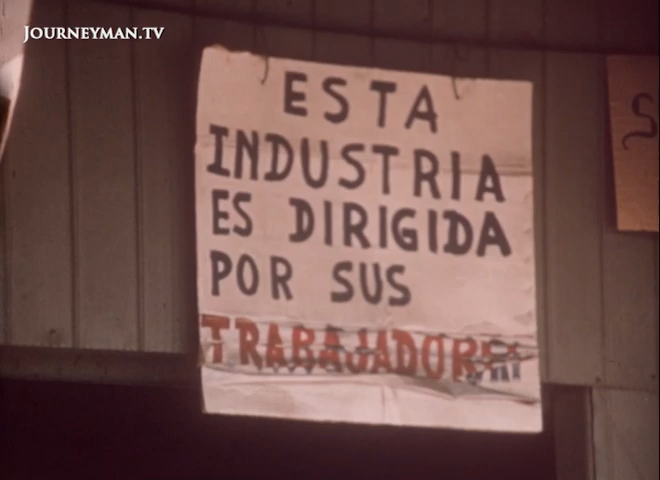 JOURNEYMAN.TV
ESTA
INDUSTRIA
ES DIRIGIDA
POR SUS
TRABAJADORES
S